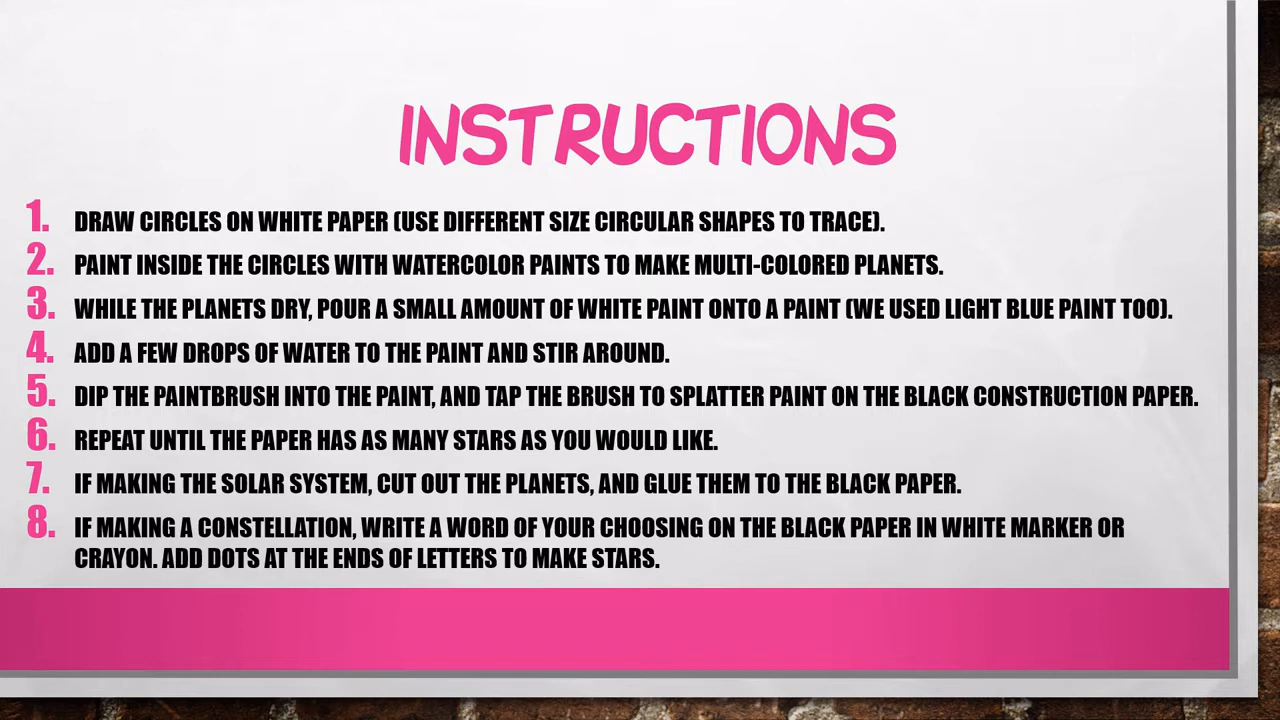 INSTRUCTIONS
1. DRAW CIRCLES ON WHITE PAPER (USE DIFFERENT SIZE CIRCULAR SHAPES TO TRACE).
2. PAINT INSIDE THE CIRCLES WITH WATERCOLOR PAINTS TO MAKE MULTI-COLORED PLANETS.
3. WHILE THE PLANETS DRY, POUR A SMALL AMOUNT OF WHITE PAINT ONTO A PAINT (WE USED LIGHT BLUE PAINT TOO).
4. ADD A FEW DROPS OF WATER TO THE PAINT AND STIR AROUND.
5. DIP THE PAINTBRUSH INTO THE PAINT, AND TAP THE BRUSH TO SPLATTER PAINT ON THE BLACK CONSTRUCTION PAPER.
6. REPEAT UNTIL THE PAPER HAS AS MANY STARS AS YOU WOULD LIKE.
7. IF MAKING THE SOLAR SYSTEM, CUT OUT THE PLANETS, AND GLUE THEM TO THE BLACK PAPER.
8. IF MAKING A CONSTELLATION, WRITE A WORD OF YOUR CHOOSING ON THE BLACK PAPER IN WHITE MARKER OR
CRAYON. ADD DOTS AT THE ENDS OF LETTERS TO MAKE STARS.